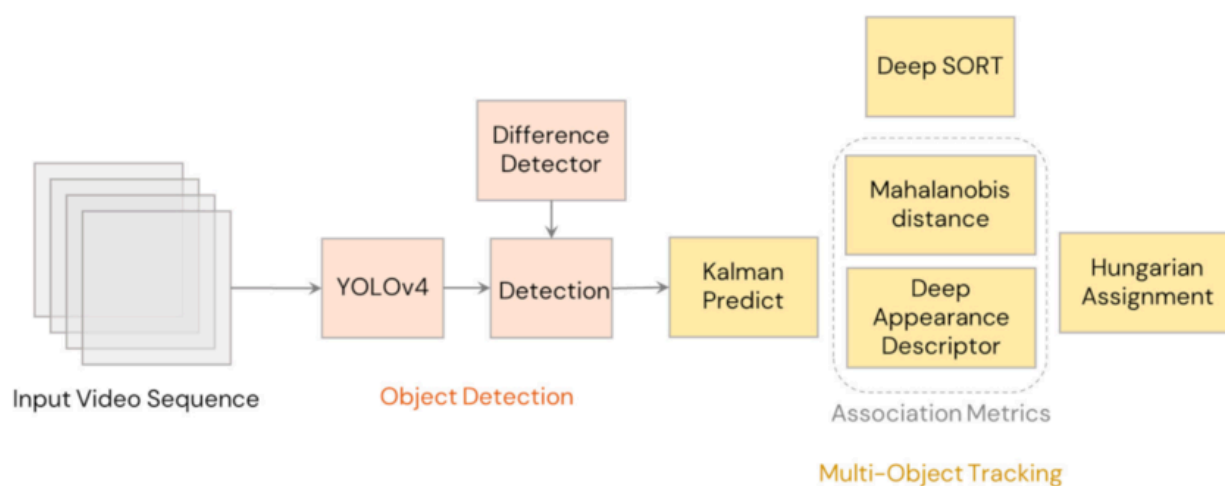 Deep SORT
Difference
Detector
Mahalanobis
distance
YOLOv4
Detection
Kalman
Predict
Deep
Appearance
Descriptor
Hungarian
Assignment
Input Video Sequence
Object Detection
Association Metrics
Multi-Object Tracking